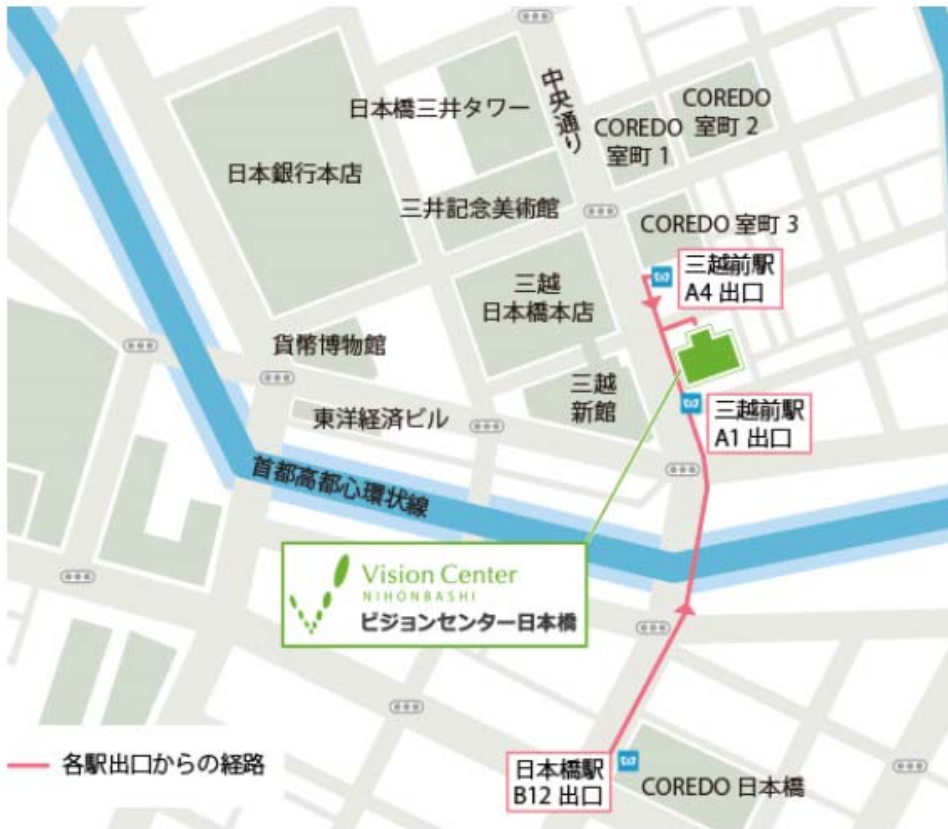 中央通り
日本橋三井タワー
COREDO
室町 2
COREDO
室町 1
日本銀行本店
三井記念美術館
COREDO 室町 3
三越前駅
A4 出口
三越
日本橋本店
貨幣博物館
三越
新館
三越前駅
A1 出口
東洋経済ビル
首都高都心環状線
Vision Center
NIHONBASHI
ビジョンセンター日本橋
各駅出口からの経路
日本橋駅
B12 出口
COREDO 日本橋